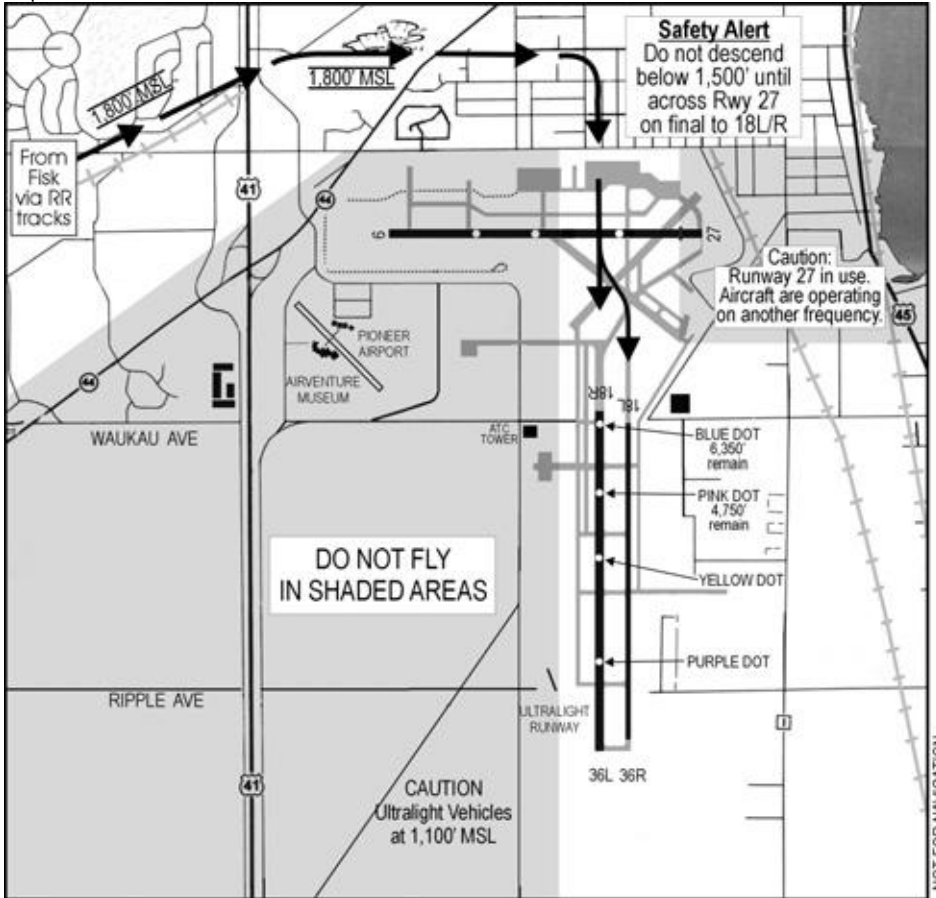 Safety Alert
Do not descend
below 1,500' until
across Rwy 27
on final to 18L/R
1,800' MSL
1,800' MSL
From
Fisk
via RR
tracks
41
44
9
27
Caution:
Runway 27 in use.
Aircraft are operating
on another frequency.
45
PIONEER
AIRPORT
AIRVENTURE
MUSEUM
44
18R
18L
WAUKAU AVE
ATC
TOWER
BLUE DOT
6,350'
remain
PINK DOT
4,750'
remain
DO NOT FLY
IN SHADED AREAS
YELLOW DOT
PURPLE DOT
RIPPLE AVE
ULTRALIGHT
RUNWAY
I
36L 36R
41
CAUTION
Ultralight Vehicles
at 1,100' MSL
NOT FOR NAVIGATION